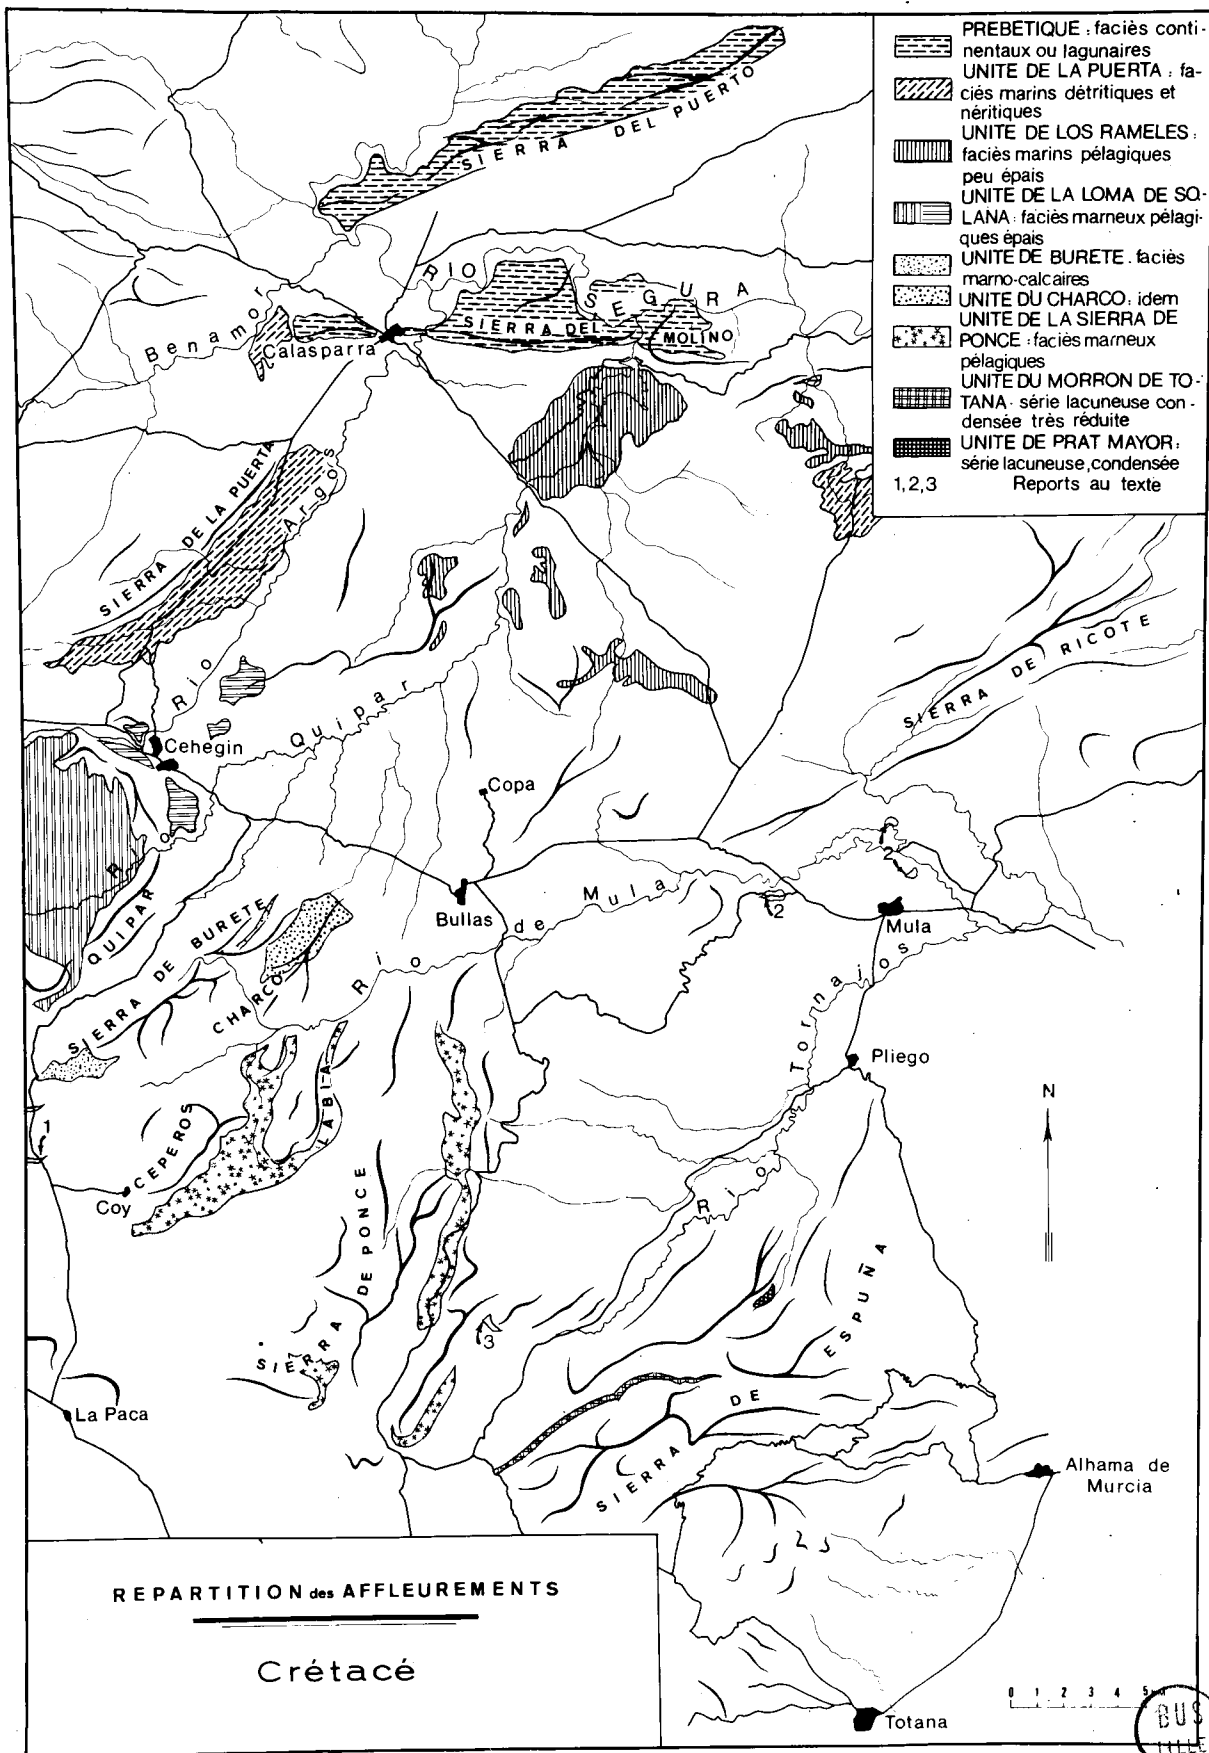 PREBETIQUE : faciès conti-
nentaux ou lagunaires
UNITE DE LA PUERTA : fa-
ciés marins détritiques et
néritiques
UNITE DE LOS RAMELES :
faciès marins pélagiques
peu épais
UNITE DE LA LOMA DE SO-
LANA : faciès marneux pélagi-
ques épais
UNITE DE BURETE . faciès
marno-calcaires
UNITE DU CHARCO : idem
UNITE DE LA SIERRA DE
PONCE : faciès marneux
pélagiques
UNITE DU MORRON DE TO-
TANA - série lacuneuse con-
densée très réduite
UNITE DE PRAT MAYOR :
série lacuneuse, condensée
1,2,3 Reports au texte
SIERRA DEL PUERTO
RIO SEGURA
Benamor
SIERRA DEL MOLINO
Calasparra
SIERRA DE LA PUERTA
Rio Argos
SIERRA DE RICOTE
Rio Quipar
Cehegin
Copa
QUIPAR
Bullas
Rio de Mula
2
2
Mula
SIERRA DE BURETE
CHARCO
Rio Tornajos
Pliego
LABIA
1
CEPEROS
Coy
N
SIERRA DE PONCE
3
SIERRA DE ESPUÑA
La Paca
Alhama de
Murcia
REPARTITION des AFFLEUREMENTS
Crétacé
0 1 2 3 4 5
Totana
BUS
LILLE